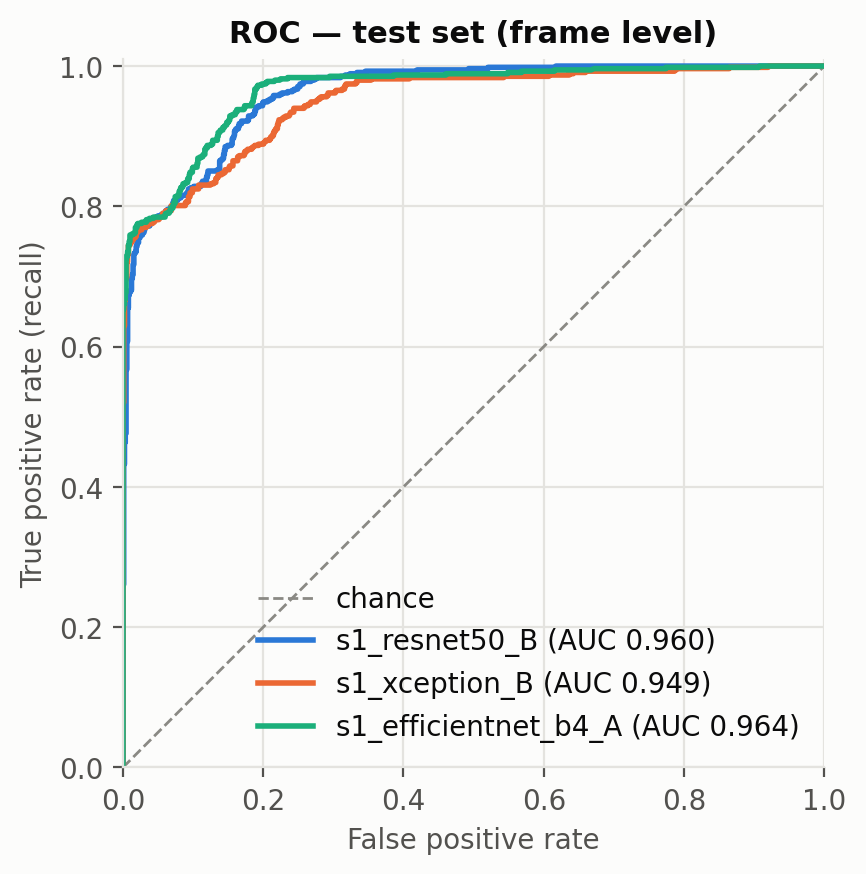 ROC — test set (frame level)
1.0
0.8
0.6
0.4
0.2
0.0
True positive rate (recall)
chance
s1_resnet50_B (AUC 0.960)
s1_xception_B (AUC 0.949)
s1_efficientnet_b4_A (AUC 0.964)
0.0 0.2 0.4 0.6 0.8 1.0
False positive rate